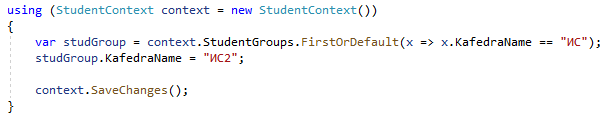 using (StudentContext context = new StudentContext())
{
var studGroup = context.StudentGroups.FirstOrDefault(x => x.KafedraName == "ИС");
studGroup.KafedraName = "ИС2";
context.SaveChanges();
}